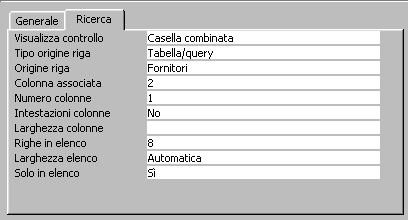 Generale Ricerca
Visualizza controllo Casella combinata
Tipo origine riga Tabella/query
Origine riga Fornitori
Colonna associata 2
Numero colonne 1
Intestazioni colonne No
Larghezza colonne
Righe in elenco 8
Larghezza elenco Automatica
Solo in elenco Sì